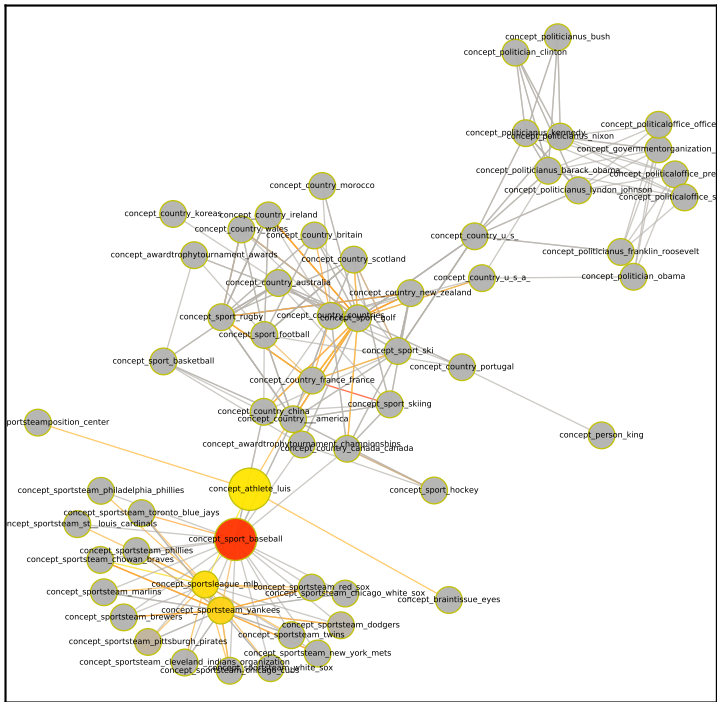 concept_politicianus_bush
concept_politician_clinton
concept_politicaloffice_office
concept_politicianus_kennedy
concept_politicianus_nixon
concept_governmentorganization_
concept_politicianus_barack_obama
concept_politicaloffice_pre
concept_politicianus_lyndon_johnson
concept_politicaloffice_s
concept_country_morocco
concept_country_koreas
concept_country_ireland
concept_country_wales
concept_country_britain
concept_country_u_s
concept_awardtrophytournament_awards
concept_country_scotland
concept_politicianus_franklin_roosevelt
concept_country_u_s_a_
concept_politician_obama
concept_country_australia
concept_country_new_zealand
concept_sport_rugby
concept_country_countries
concept_sport_golf
concept_sport_football
concept_sport_ski
concept_sport_basketball
concept_country_portugal
concept_country_france_france
concept_sport_skiing
concept_country_china
concept_country___america
portsteamposition_center
concept_person_king
concept_awardtrophytournament_championships
concept_country_canada_canada
concept_athlete_luis
concept_sport_hockey
concept_sportsteam_philadelphia_phillies
concept_sportsteam_toronto_blue_jays
concept_sportsteam_st__louis_cardinals
concept_sport_baseball
concept_sportsteam_phillies
concept_sportsteam_chowan_braves
concept_sportsleague_mlb
concept_sportsteam_red_sox
concept_sportsteam_marlins
concept_sportsteam_chicago_white_sox
concept_braintissue_eyes
concept_sportsteam_yankees
concept_sportsteam_brewers
concept_sportsteam_dodgers
concept_sportsteam_twins
concept_sportsteam_pittsburgh_pirates
concept_sportsteam_new_york_mets
concept_sportsteam_cleveland_indians_organization
concept_sportsteam_white_sox
concept_sportsteam_chicago_cubs